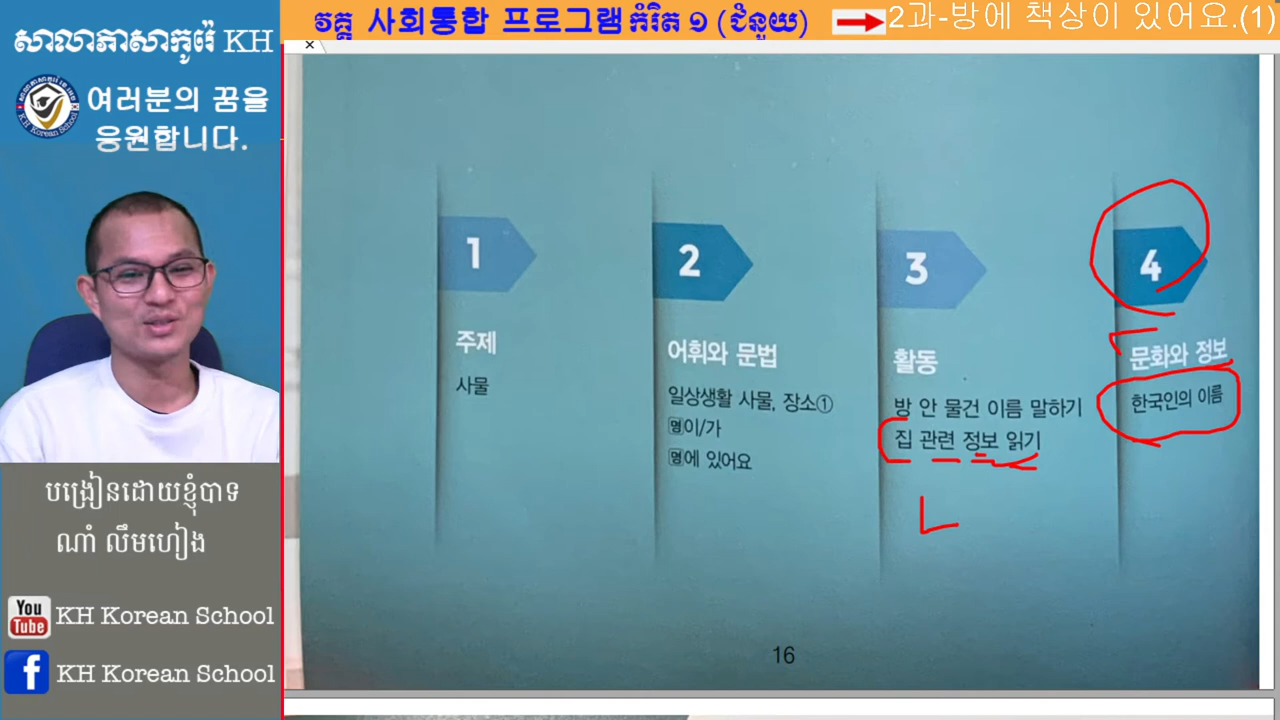 សាលាភាសាកូរ៉េ KH
여러분의 꿈을
응원합니다.
វគ្គ 사회통합 프로그램 កំរិត ១ (ជំនួយ)
2과-방에 책상이 있어요.(1)
1
주제
사물
2
어휘와 문법
일상생활 사물, 장소①
명이/가
명에 있어요
3
활동
방 안 물건 이름 말하기
집 관련 정보 읽기
4
문화와 정보
한국인의 이름
16
បង្រៀនដោយខ្ញុំបាទ
ណាំ លឹមហៀង
You Tube KH Korean School
f KH Korean School